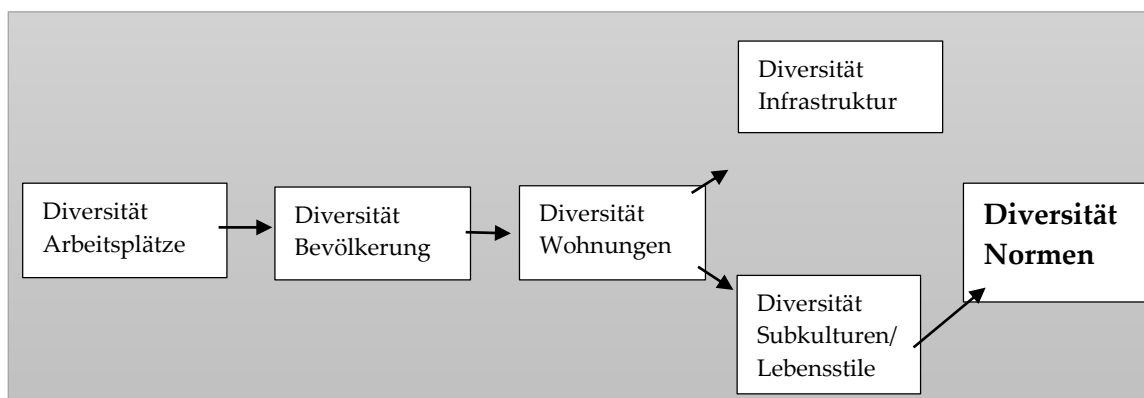 Diversität
Infrastruktur
Diversität
Arbeitsplätze
Diversität
Bevölkerung
Diversität
Wohnungen
Diversität
Normen
Diversität
Subkulturen/
Lebensstile